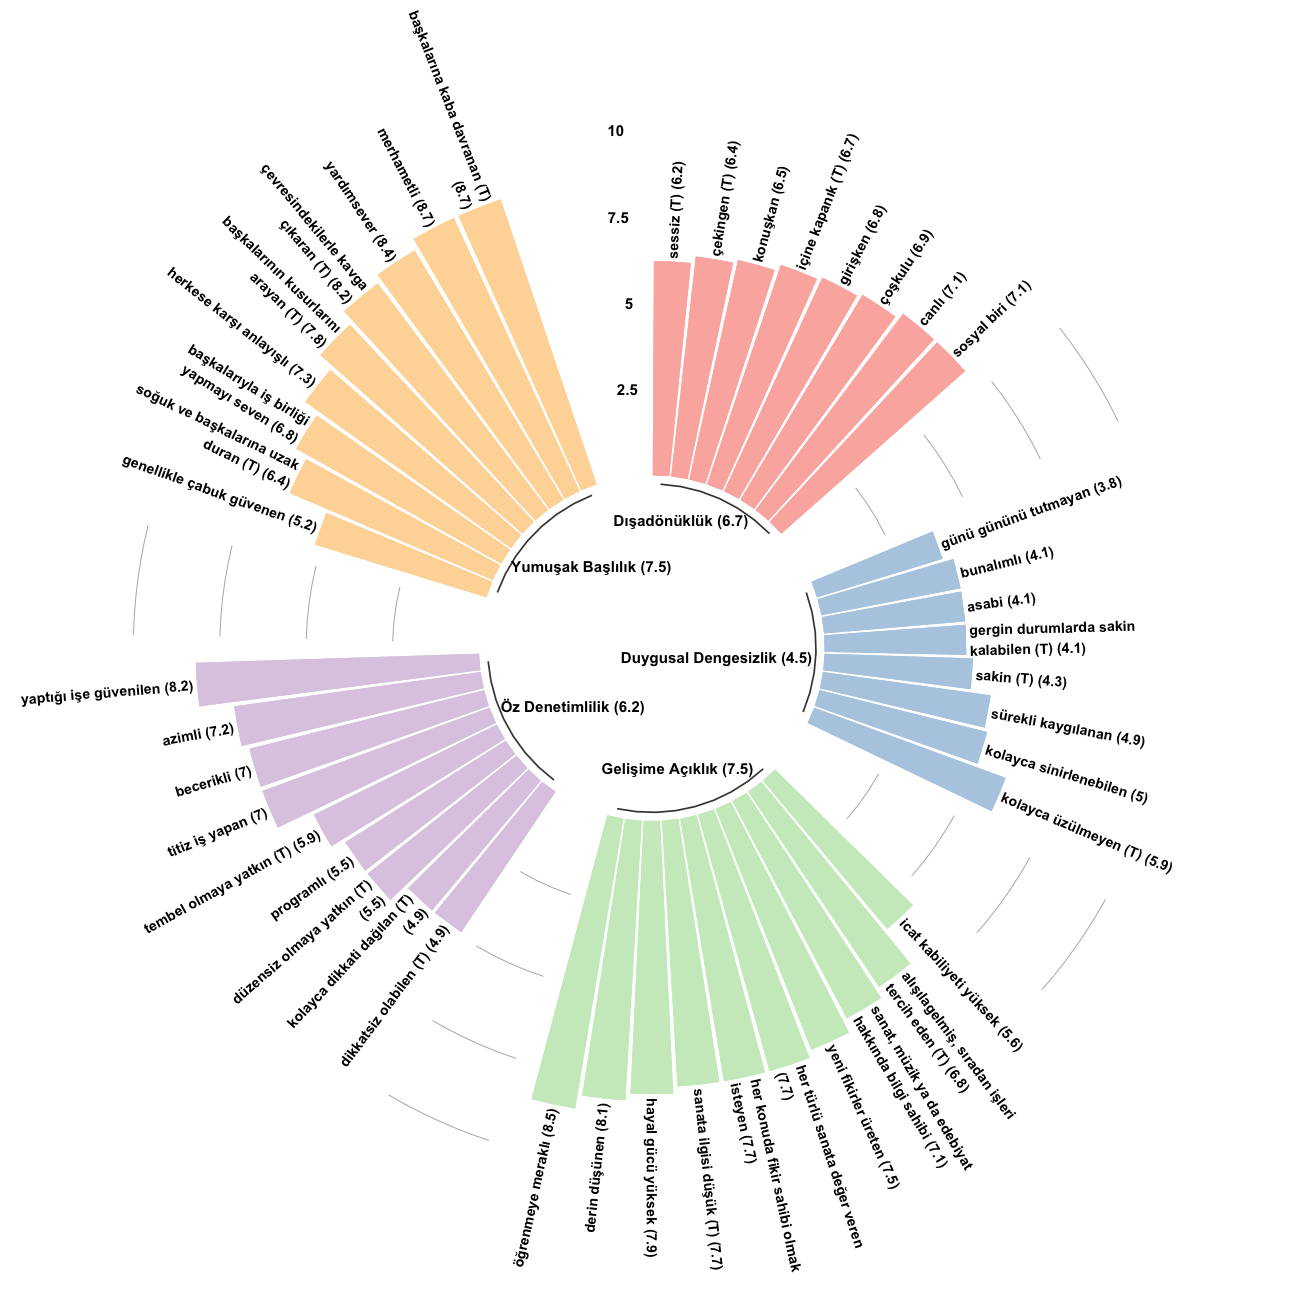 10
7.5
5
2.5
sessiz (T) (6.2)
çekingen (T) (6.4)
konuşkan (6.5)
içine kapanık (T) (6.7)
girişken (6.8)
çoşkulu (6.9)
canlı (7.1)
sosyal biri (7.1)
Dışadönüklük (6.7)
günü gününü tutmayan (3.8)
bunalımlı (4.1)
asabi (4.1)
gergin durumlarda sakin
kalabilen (T) (4.1)
sakin (T) (4.3)
sürekli kaygılanan (4.9)
kolayca sinirlenebilen (5)
kolayca üzülmeyen (T) (5.9)
Duygusal Dengesizlik (4.5)
icat kabiliyeti yüksek (5.6)
alışılagelmiş, sıradan işleri
tercih eden (T) (6.8)
sanat, müzik ya da edebiyat
hakkında bilgi sahibi (7.1)
yeni fikirler üreten (7.5)
her türlü sanata değer veren
(7.7)
her konuda fikir sahibi olmak
isteyen (7.7)
sanata ilgisi düşük (T) (7.7)
hayal gücü yüksek (7.9)
derin düşünen (8.1)
öğrenmeye meraklı (8.5)
Gelişime Açıklık (7.5)
dikkatsiz olabilen (T) (4.9)
kolayca dikkati dağılan (T)
(4.9)
düzensiz olmaya yatkın (T)
(5.5)
programlı (5.5)
tembel olmaya yatkın (T) (5.9)
titiz iş yapan (7)
becerikli (7)
azimli (7.2)
yaptığı işe güvenilen (8.2)
Öz Denetimlilik (6.2)
genellikle çabuk güvenen (5.2)
soğuk ve başkalarına uzak
duran (T) (6.4)
başkalarıyla iş birliği
yapmayı seven (6.8)
herkese karşı anlayışlı (7.3)
başkalarının kusurlarını
arayan (T) (7.8)
çevresindekilerle kavga
çıkaran (T) (8.2)
yardımsever (8.4)
merhametli (8.7)
başkalarına kaba davranan (T)
(8.7)
Yumuşak Başlılık (7.5)